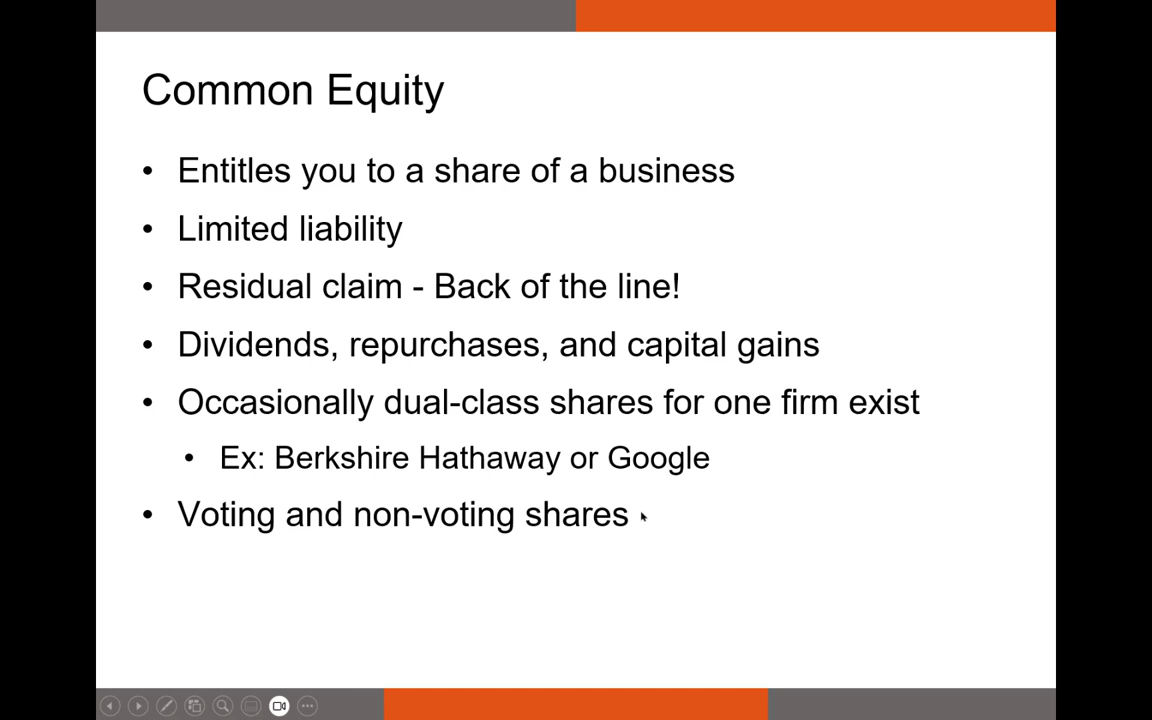 Common Equity
• Entitles you to a share of a business
• Limited liability
• Residual claim - Back of the line!
• Dividends, repurchases, and capital gains
• Occasionally dual-class shares for one firm exist
• Ex: Berkshire Hathaway or Google
• Voting and non-voting shares